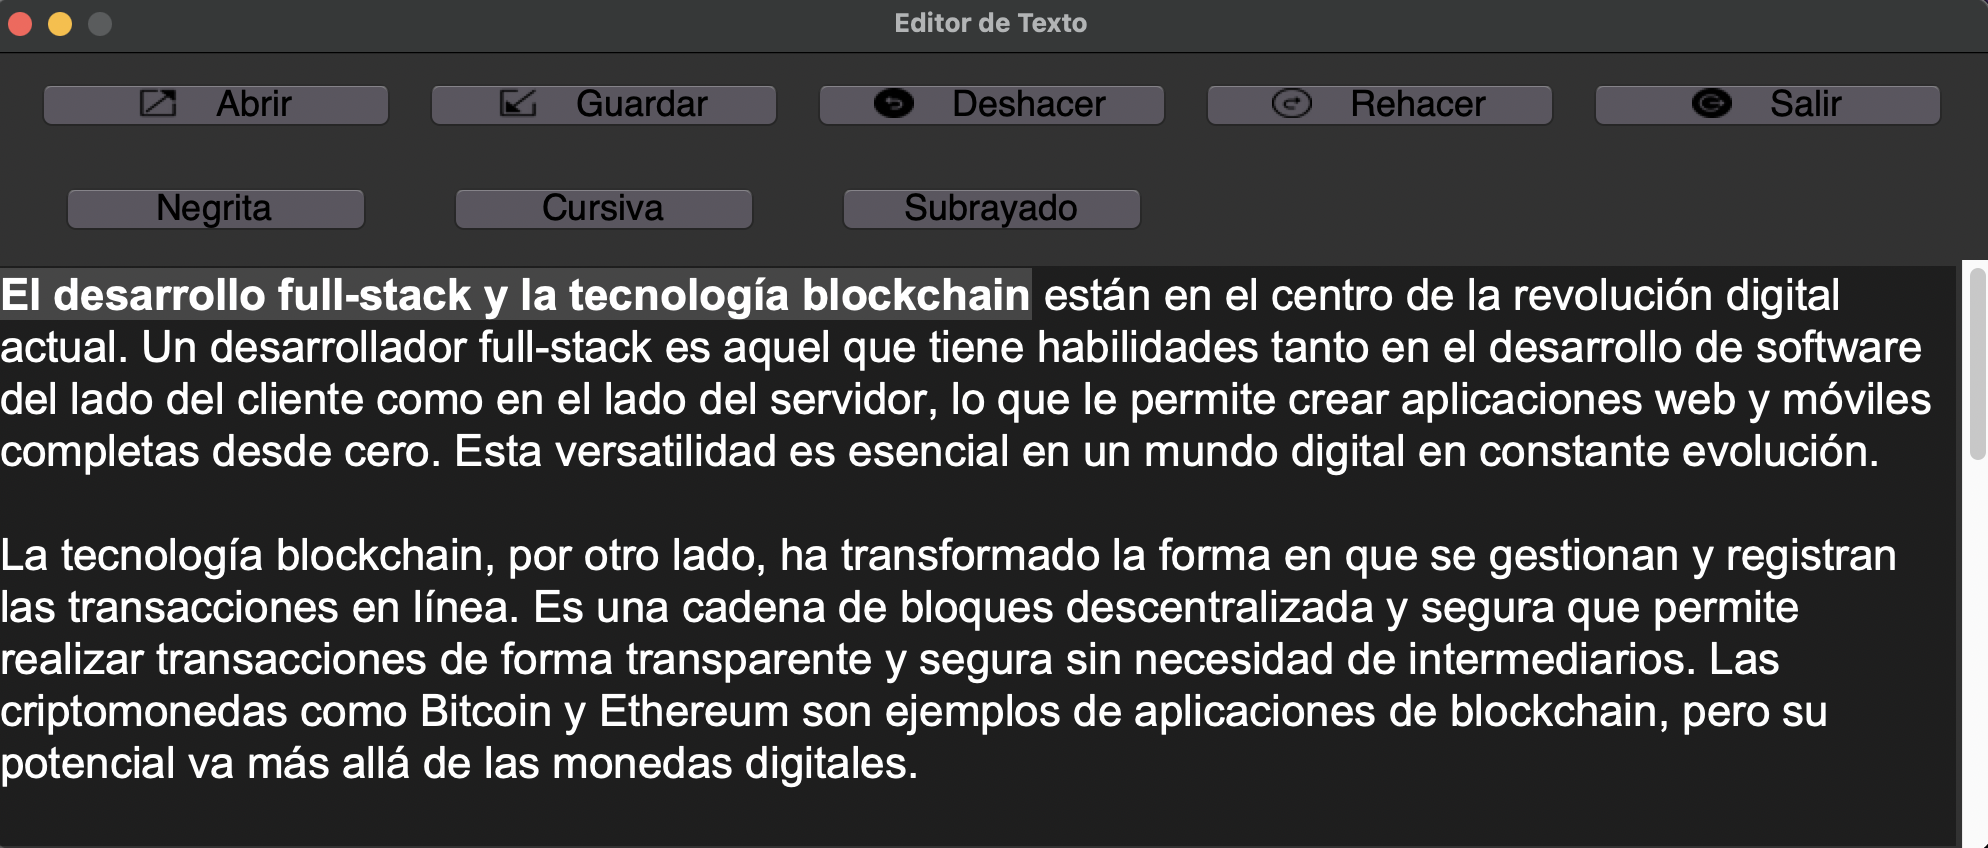 Editor de Texto
Abrir Guardar Deshacer Rehacer Salir
Negrita Cursiva Subrayado
El desarrollo full-stack y la tecnología blockchain están en el centro de la revolución digital
actual. Un desarrollador full-stack es aquel que tiene habilidades tanto en el desarrollo de software
del lado del cliente como en el lado del servidor, lo que le permite crear aplicaciones web y móviles
completas desde cero. Esta versatilidad es esencial en un mundo digital en constante evolución.
La tecnología blockchain, por otro lado, ha transformado la forma en que se gestionan y registran
las transacciones en línea. Es una cadena de bloques descentralizada y segura que permite
realizar transacciones de forma transparente y segura sin necesidad de intermediarios. Las
criptomonedas como Bitcoin y Ethereum son ejemplos de aplicaciones de blockchain, pero su
potencial va más allá de las monedas digitales.